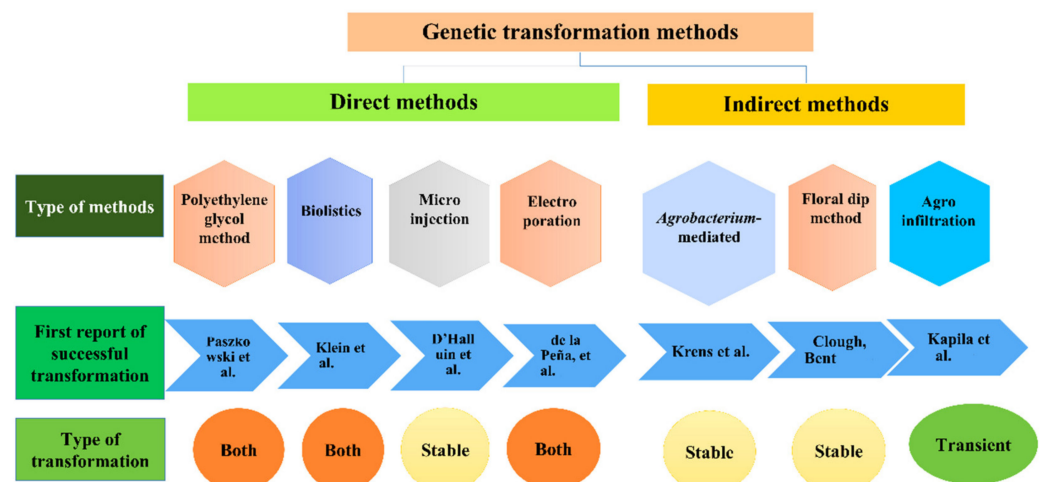 Genetic transformation methods
Direct methods
Indirect methods
Type of methods
Polyethylene
glycol
method
Biolistics
Micro
injection
Electro
poration
Agrobacterium-
mediated
Floral dip
method
Agro
infiltration
First report of
successful
transformation
Paszko
wski et
al.
Klein et
al.
D'Hall
uin et
al.
de la
Peña, et
al.
Krens et al.
Clough,
Bent
Kapila et
al.
Type of
transformation
Both
Both
Stable
Both
Stable
Stable
Transient